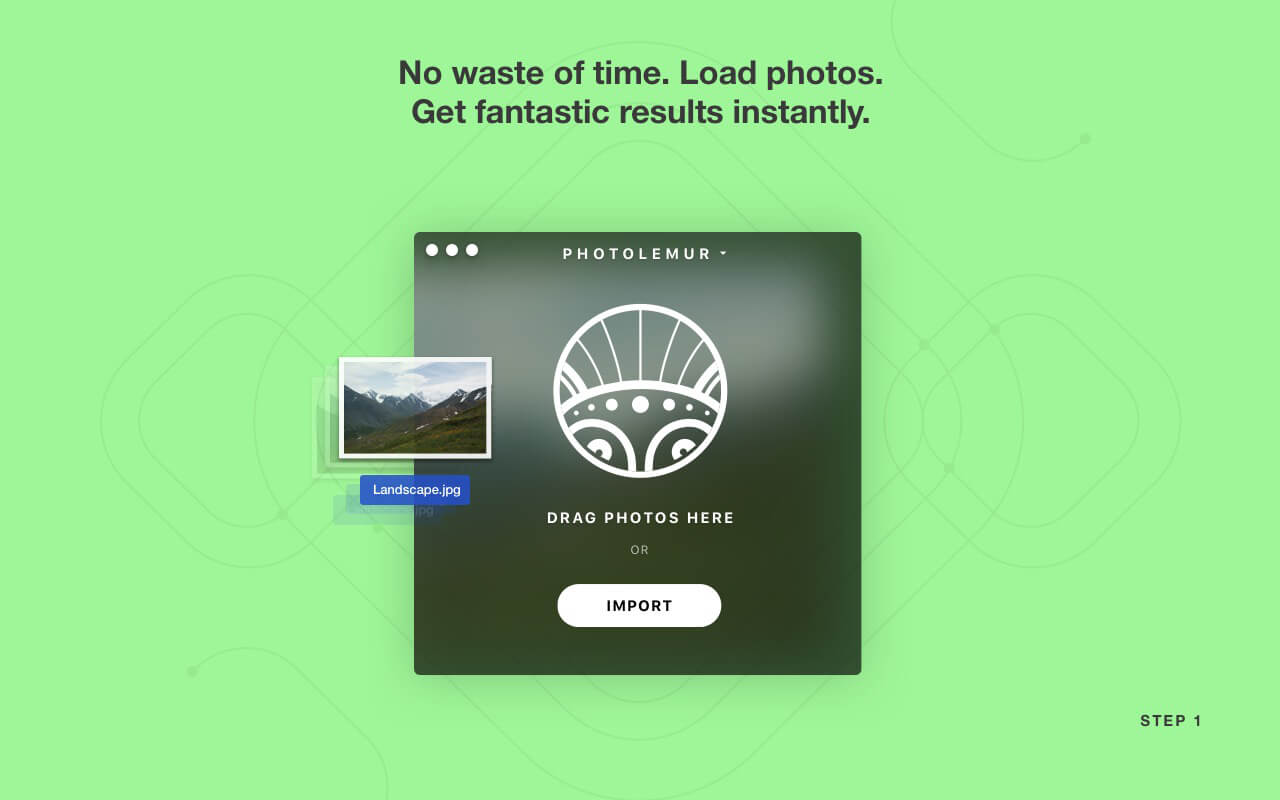 No waste of time. Load photos.
Get fantastic results instantly.
PHOTOLEMUR
Landscape.jpg
.jpg
DRAG PHOTOS HERE
OR
IMPORT
STEP 1